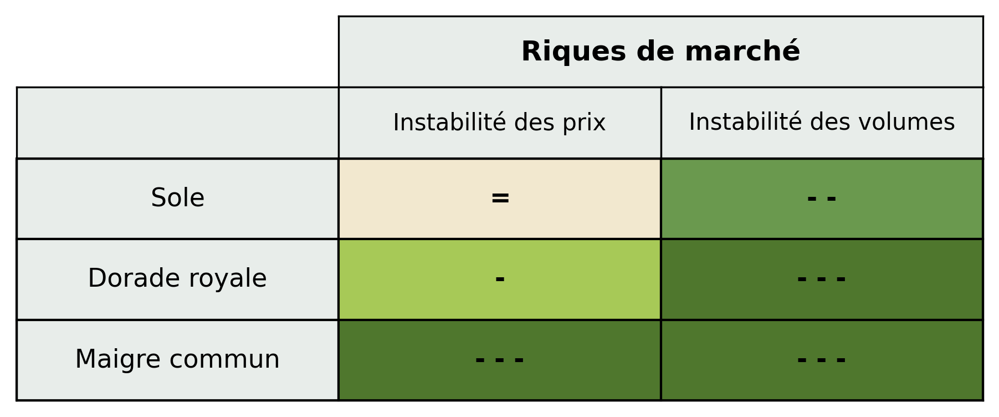 Riques de marché
Instabilité des prix Instabilité des volumes
Sole = - -
Dorade royale - - - -
Maigre commun - - - - - -